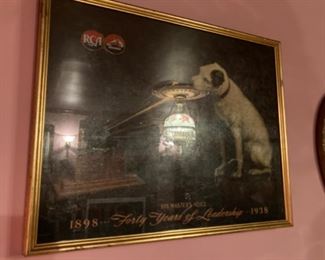 RCA
HIS MASTER'S VOICE
1898 — Forty Years of Leadership — 1938